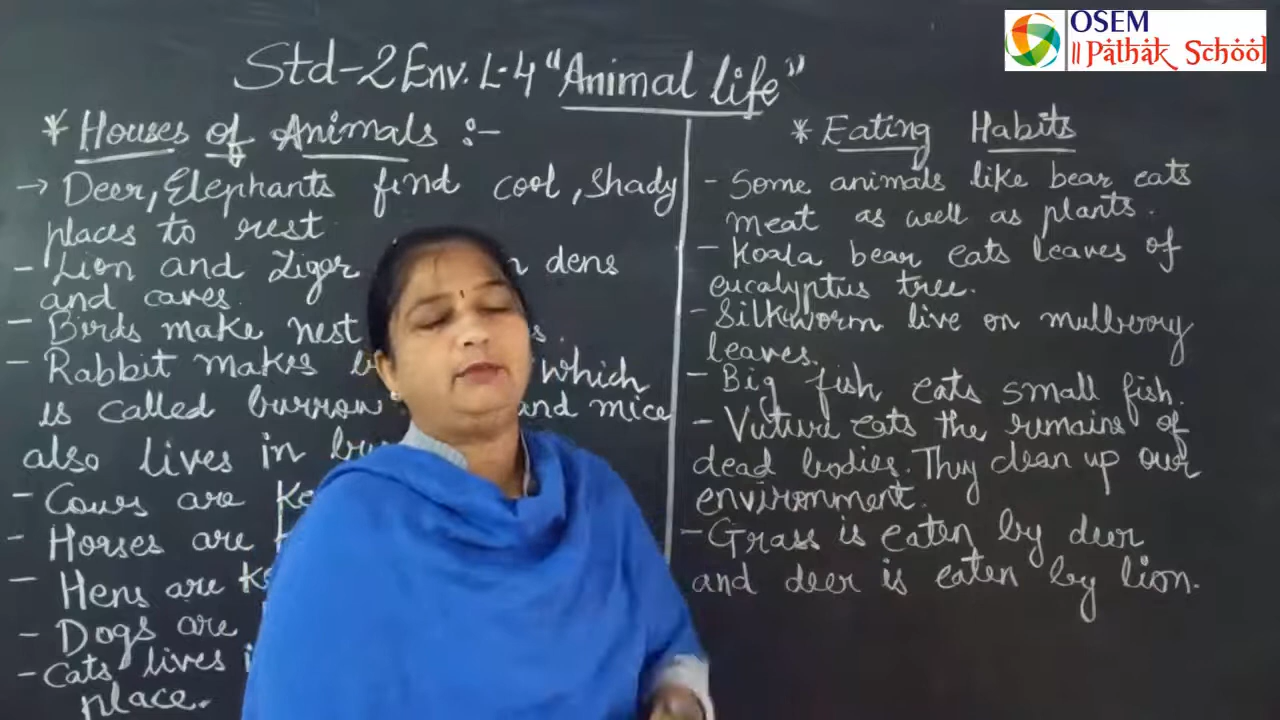 OSEM
|| Pathak School
Std-2 Env. L-4 "Animal life"
* Houses of Animals :-
→ Deer, Elephants find cool, shady
places to rest.
- Lion and Tiger dens
and caves.
- Birds make nest
- Rabbit makes which
is called burrow and mice
also lives in
- Cows are
- Horses are
- Hens are
- Dogs are
- Cats lives
place.
* Eating Habits
- Some animals like bear eats
meat as well as plants.
- Koala bear eats leaves of
eucalyptus tree.
- Silkworm live on mulberry
leaves.
- Big fish eats small fish.
- Vuture eats the remains of
dead bodies. They clean up our
environment.
- Grass is eaten by deer
and deer is eaten by lion.